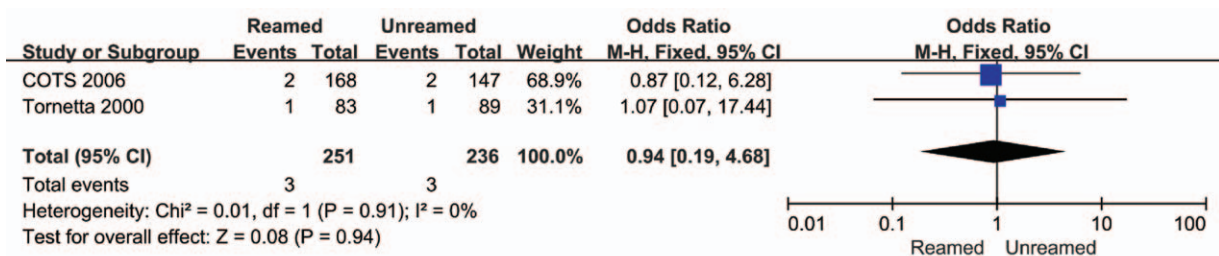 Reamed Unreamed Odds Ratio Odds Ratio
Study or Subgroup Events Total Events Total Weight M-H, Fixed, 95% CI M-H, Fixed, 95% CI
COTS 2006 2 168 2 147 68.9% 0.87 [0.12, 6.28]
Tornetta 2000 1 83 1 89 31.1% 1.07 [0.07, 17.44]
Total (95% CI) 251 236 100.0% 0.94 [0.19, 4.68]
Total events 3 3
Heterogeneity: Chi² = 0.01, df = 1 (P = 0.91); I² = 0%
Test for overall effect: Z = 0.08 (P = 0.94)
0.01 0.1 1 10 100
Reamed Unreamed